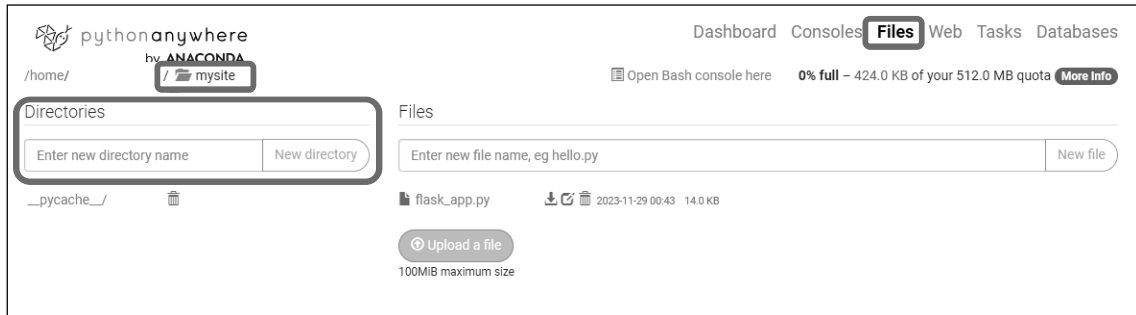 pythonanywhere
by ANACONDA
Dashboard Consoles Files Web Tasks Databases
/home/ / mysite
Open Bash console here 0% full – 424.0 KB of your 512.0 MB quota More Info
Directories
Enter new directory name New directory
__pycache__/
Files
Enter new file name, eg hello.py New file
flask_app.py 2023-11-29 00:43 14.0 KB
Upload a file
100MiB maximum size